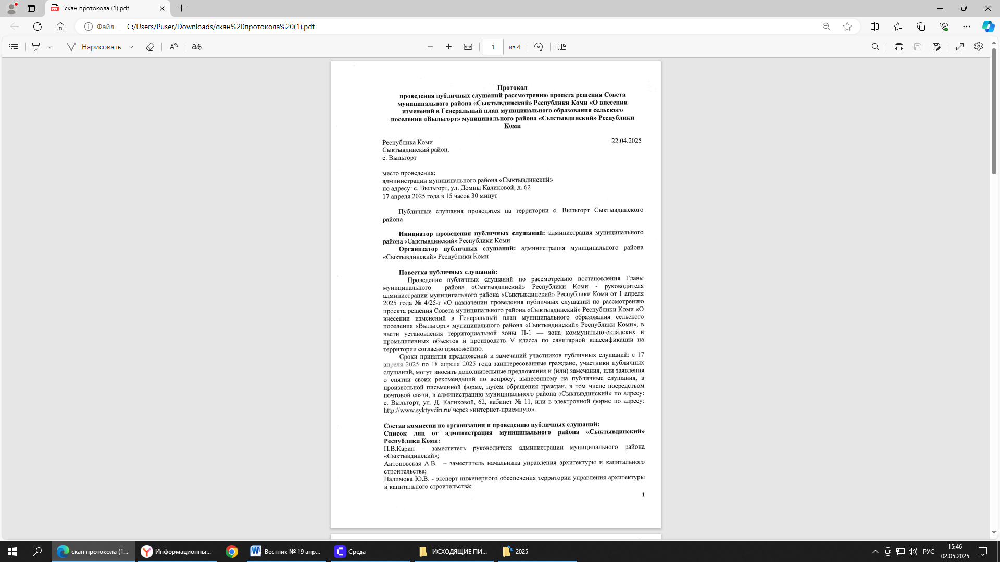 скан протокола (1).pdf
Файл
C:/Users/Puser/Downloads/скан%20протокола%20(1).pdf
Нарисовать
1 из 4
Протокол
проведения публичных слушаний рассмотрению проекта решения Совета
муниципального района «Сыктывдинский» Республики Коми «О внесении
изменений в Генеральный план муниципального образования сельского
поселения «Выльгорт» муниципального района «Сыктывдинский» Республики
Коми
Республика Коми 22.04.2025
Сыктывдинский район,
с. Выльгорт
место проведения:
администрации муниципального района «Сыктывдинский»
по адресу: с. Выльгорт, ул. Домны Каликовой, д. 62
17 апреля 2025 года в 15 часов 30 минут
Публичные слушания проводятся на территории с. Выльгорт Сыктывдинского
района
Инициатор проведения публичных слушаний: администрация муниципального
района «Сыктывдинский» Республики Коми
Организатор публичных слушаний: администрация муниципального района
«Сыктывдинский» Республики Коми
Повестка публичных слушаний:
Проведение публичных слушаний по рассмотрению постановления Главы
муниципального района «Сыктывдинский» Республики Коми - руководителя
администрации муниципального района «Сыктывдинский» Республики Коми от 1 апреля
2025 года № 4/25-г «О назначении проведения публичных слушаний по рассмотрению
проекта решения Совета муниципального района «Сыктывдинский» Республики Коми «О
внесении изменений в Генеральный план муниципального образования сельского
поселения «Выльгорт» муниципального района «Сыктывдинский» Республики Коми», в
части установления территориальной зоны П-1 — зона коммунально-складских и
промышленных объектов и производств V класса по санитарной классификации на
территории согласно приложению.
Сроки принятия предложений и замечаний участников публичных слушаний: с 17
апреля 2025 по 18 апреля 2025 года заинтересованные граждане, участники публичных
слушаний, могут вносить дополнительные предложения и (или) замечания, или заявления
о снятии своих рекомендаций по вопросу, вынесенному на публичные слушания, в
произвольной письменной форме, путем обращения граждан, в том числе посредством
почтовой связи, в администрацию муниципального района «Сыктывдинский» по адресу:
с. Выльгорт, ул. Д. Каликовой, 62, кабинет № 11, или в электронной форме по адресу:
http://www.syktyvdin.ru/ через «интернет-приемную».
Состав комиссии по организации и проведению публичных слушаний:
Список лиц от администрация муниципального района «Сыктывдинский»
Республики Коми:
П.В.Карин – заместитель руководителя администрации муниципального района
«Сыктывдинский»;
Антоновская А.В. – заместитель начальника управления архитектуры и капитального
строительства;
Налимова Ю.В. - эксперт инженерного обеспечения территории управления архитектуры
и капитального строительства;
1
скан протокола (1...
Информационны...
Вестник № 19 апр...
Среда
ИСХОДЯЩИЕ ПИ...
2025
РУС
15:46
02.05.2025